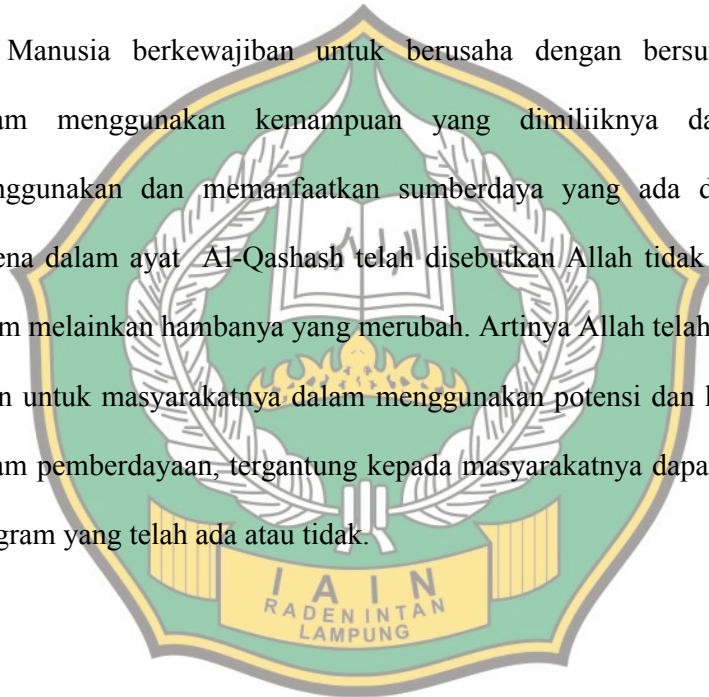 Manusia berkewajiban untuk berusaha dengan bersu
am menggunakan kemampuan yang dimiliiknya da
nggunakan dan memanfaatkan sumberdaya yang ada d
ena dalam ayat Al-Qashash telah disebutkan Allah tidak
m melainkan hambanya yang merubah. Artinya Allah telah
n untuk masyarakatnya dalam menggunakan potensi dan
am pemberdayaan, tergantung kepada masyarakatnya dapa
gram yang telah ada atau tidak.
IAIN
RADEN INTAN
LAMPUNG